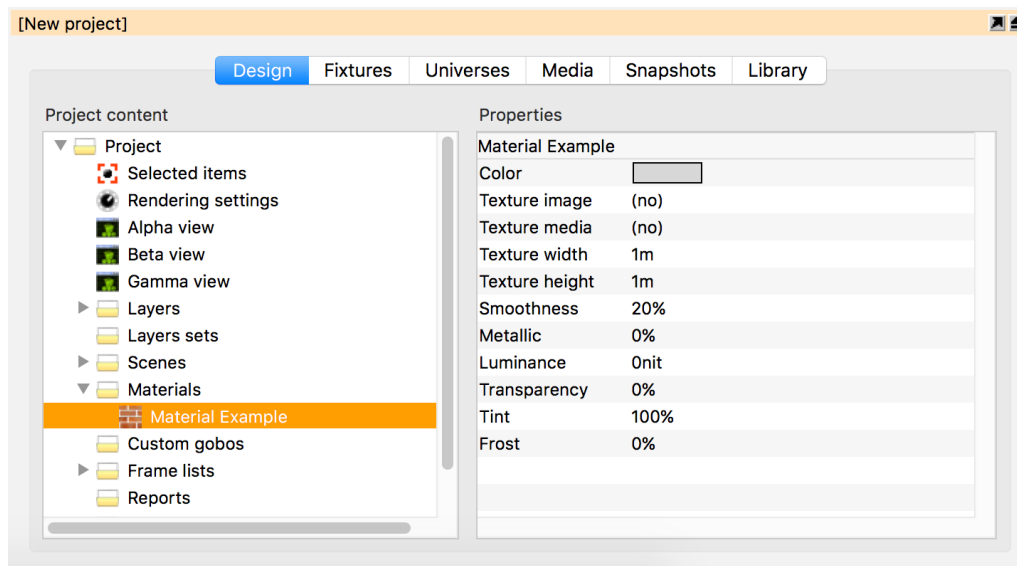 [New project]
Design Fixtures Universes Media Snapshots Library
Project content
Project
Selected items
Rendering settings
Alpha view
Beta view
Gamma view
Layers
Layers sets
Scenes
Materials
Material Example
Custom gobos
Frame lists
Reports
Properties
Material Example
Color
Texture image (no)
Texture media (no)
Texture width 1m
Texture height 1m
Smoothness 20%
Metallic 0%
Luminance 0nit
Transparency 0%
Tint 100%
Frost 0%